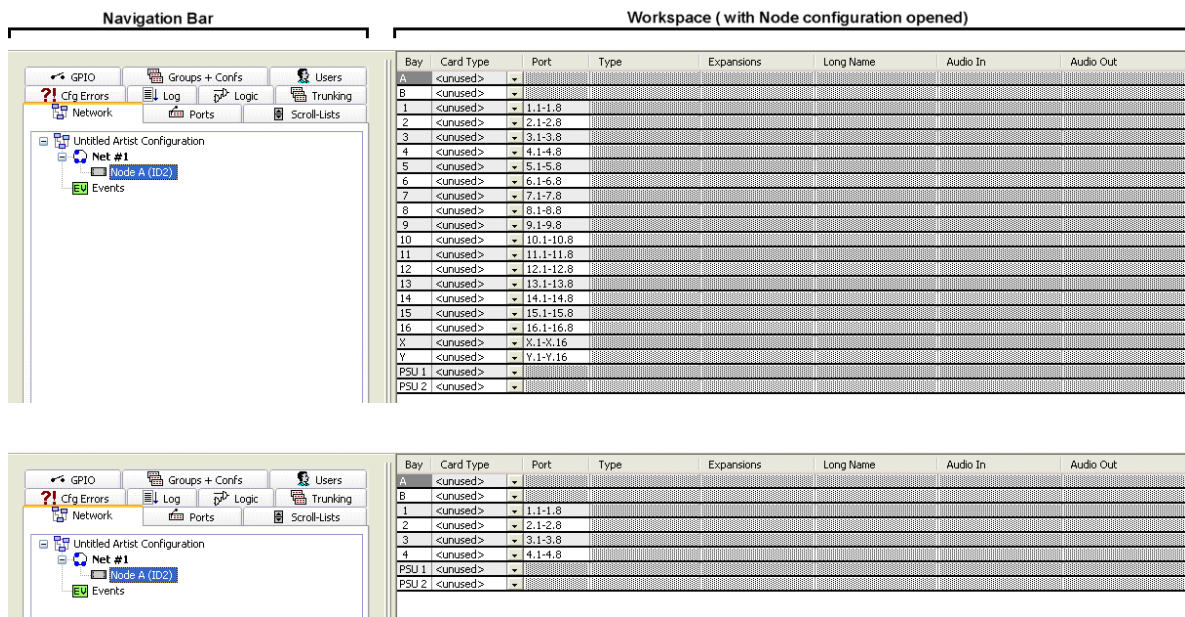 Navigation Bar Workspace ( with Node configuration opened)
GPIO Groups + Confs Users
?! Cfg Errors Log Logic Trunking
Network Ports Scroll-Lists
Untitled Artist Configuration
Net #1
Node A (ID2)
EV Events
Bay Card Type Port Type Expansions Long Name Audio In Audio Out
A <unused>
B <unused>
1 <unused> 1.1-1.8
2 <unused> 2.1-2.8
3 <unused> 3.1-3.8
4 <unused> 4.1-4.8
5 <unused> 5.1-5.8
6 <unused> 6.1-6.8
7 <unused> 7.1-7.8
8 <unused> 8.1-8.8
9 <unused> 9.1-9.8
10 <unused> 10.1-10.8
11 <unused> 11.1-11.8
12 <unused> 12.1-12.8
13 <unused> 13.1-13.8
14 <unused> 14.1-14.8
15 <unused> 15.1-15.8
16 <unused> 16.1-16.8
X <unused> X.1-X.16
Y <unused> Y.1-Y.16
PSU 1 <unused>
PSU 2 <unused>
GPIO Groups + Confs Users
?! Cfg Errors Log Logic Trunking
Network Ports Scroll-Lists
Untitled Artist Configuration
Net #1
Node A (ID2)
EV Events
Bay Card Type Port Type Expansions Long Name Audio In Audio Out
A <unused>
B <unused>
1 <unused> 1.1-1.8
2 <unused> 2.1-2.8
3 <unused> 3.1-3.8
4 <unused> 4.1-4.8
PSU 1 <unused>
PSU 2 <unused>